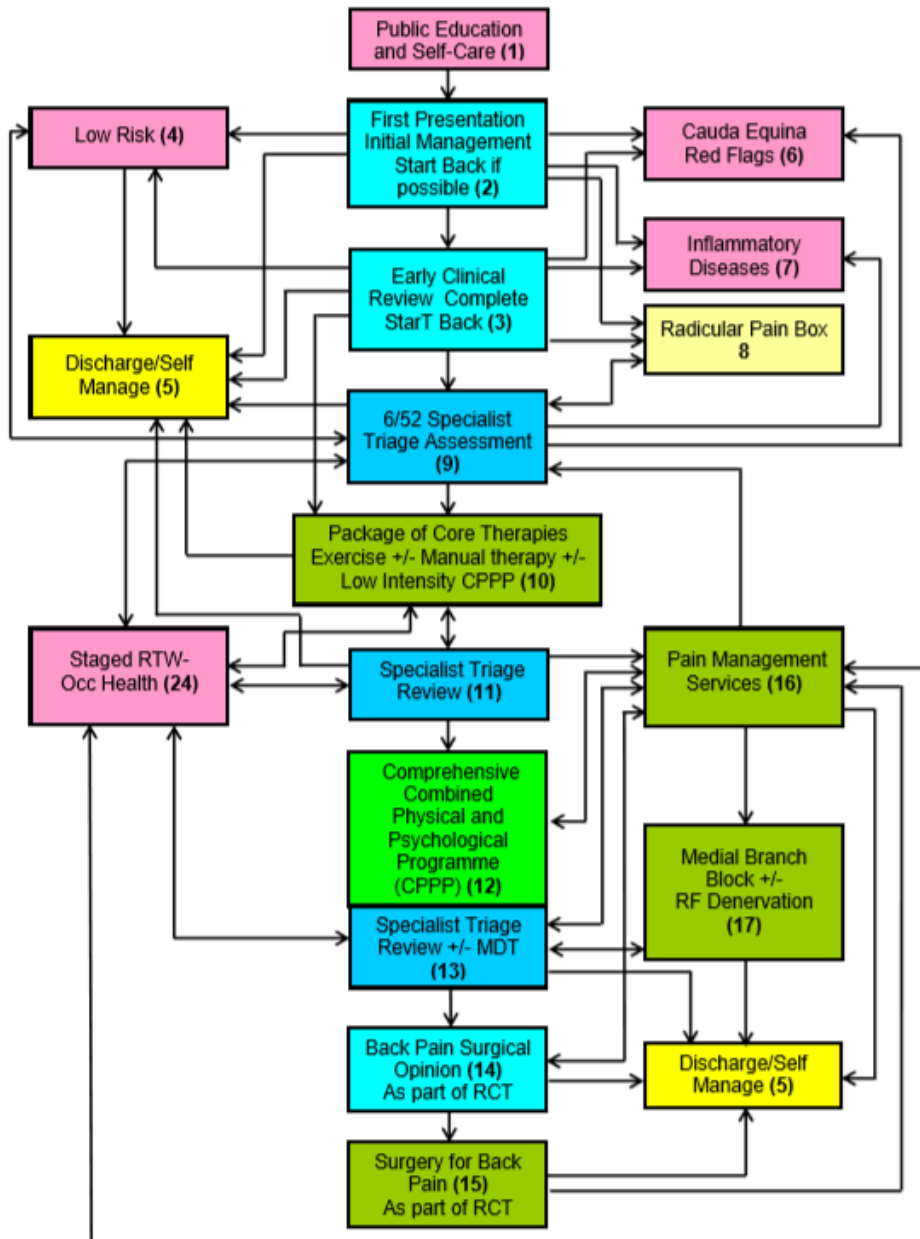 Public Education
and Self-Care (1)
Low Risk (4)
First Presentation
Initial Management
Start Back if
possible (2)
Cauda Equina
Red Flags (6)
Inflammatory
Diseases (7)
Early Clinical
Review Complete
StarT Back (3)
Radicular Pain Box
8
Discharge/Self
Manage (5)
6/52 Specialist
Triage Assessment
(9)
Package of Core Therapies
Exercise +/- Manual therapy +/-
Low Intensity CPPP (10)
Staged RTW-
Occ Health (24)
Specialist Triage
Review (11)
Pain Management
Services (16)
Comprehensive
Combined
Physical and
Psychological
Programme
(CPPP) (12)
Medial Branch
Block +/-
RF Denervation
(17)
Specialist Triage
Review +/- MDT
(13)
Back Pain Surgical
Opinion (14)
As part of RCT
Discharge/Self
Manage (5)
Surgery for Back
Pain (15)
As part of RCT